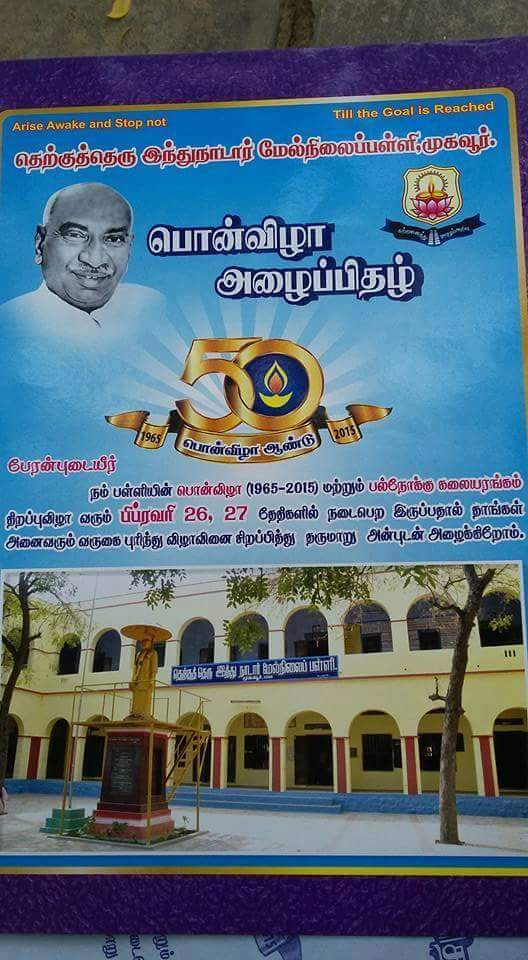 Arise Awake and Stop not
Till the Goal is Reached
தெற்குத்தெரு இந்துநாடார் மேல்நிலைப்பள்ளி, முகவூர்.
பொன்விழா
அழைப்பிதழ்
50
1965 பொன்விழா ஆண்டு 2015
பேரன்புடையீர்
நம் பள்ளியின் பொன்விழா (1965-2015) மற்றும் பல்நோக்கு கலையரங்கம்
திறப்புவிழா வரும் பிப்ரவரி 26, 27 தேதிகளில் நடைபெற இருப்பதால் தாங்கள்
அனைவரும் வருகை புரிந்து விழாவினை சிறப்பித்து தருமாறு அன்புடன் அழைக்கிறோம்.
தெற்குத் தெரு இந்து நாடார் மேல்நிலைப் பள்ளி.
முகவூர்